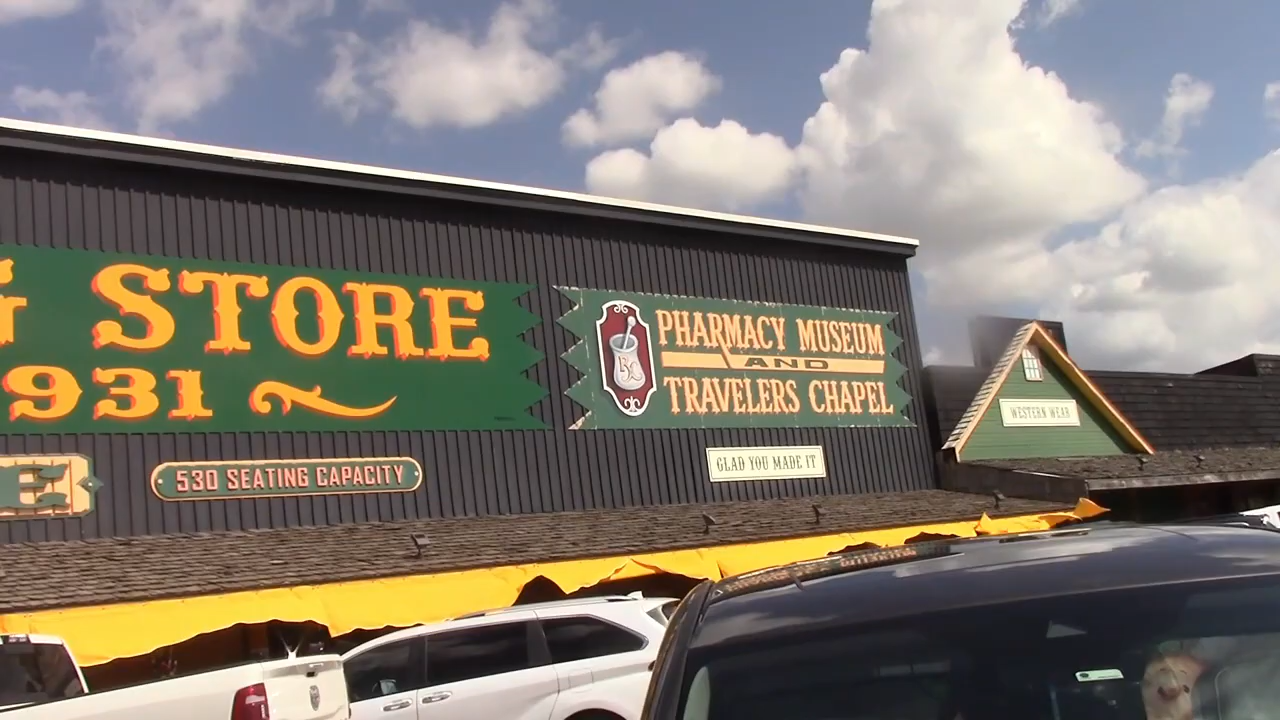 G STORE
931
E
530 SEATING CAPACITY
PHARMACY MUSEUM
AND
TRAVELERS CHAPEL
GLAD YOU MADE IT
WESTERN WEAR